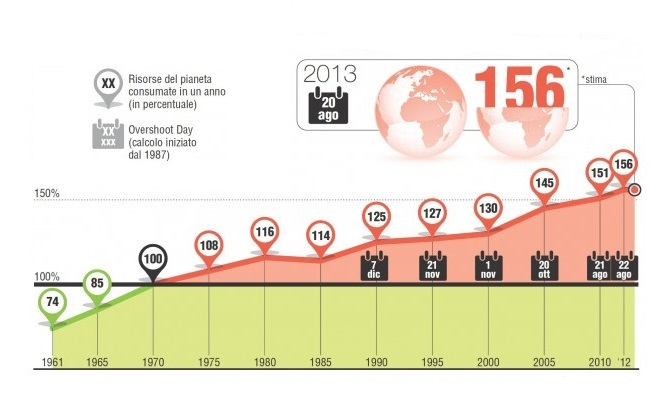 XX
Risorse del pianeta
consumate in un anno
(in percentuale)
XX
XXX
Overshoot Day
(calcolo iniziato
dal 1987)
2013
20
ago
156*
*stima
150%
100%
74
85
100
108
116
114
125
127
130
145
151
156
7
dic
21
nov
1
nov
20
ott
21
ago
22
ago
1961
1965
1970
1975
1980
1985
1990
1995
2000
2005
2010
'12